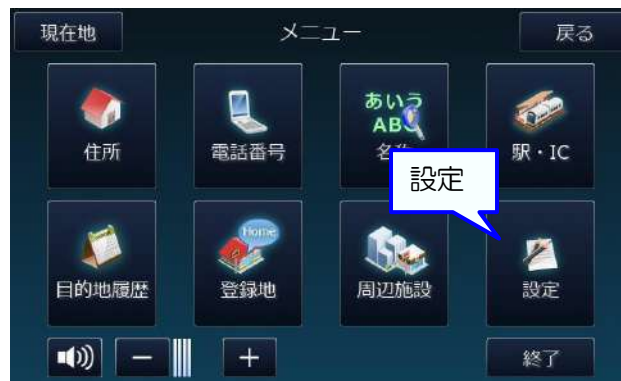 現在地
メニュー
戻る
あいう
AB
住所
電話番号
駅・IC
設定
Home
目的地履歴
登録地
周辺施設
設定
終了